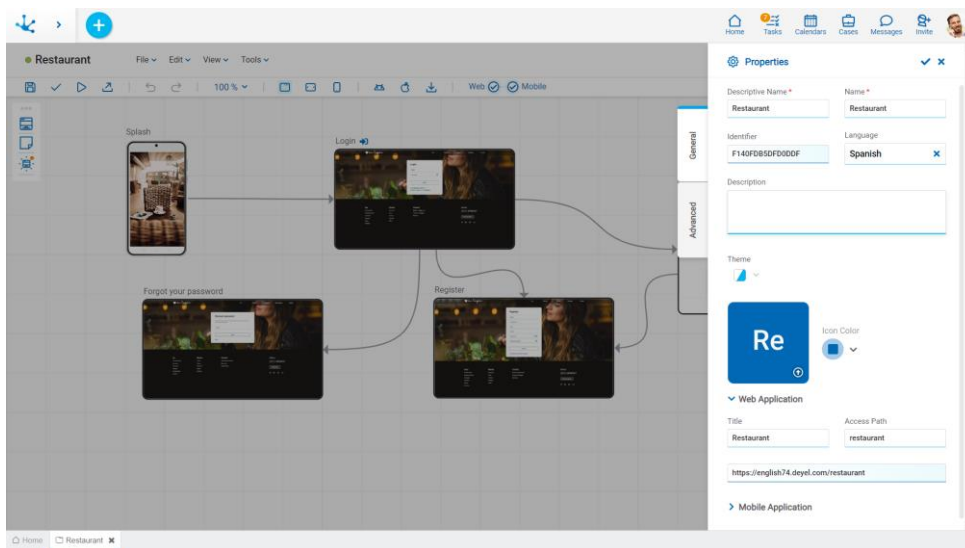 7
Home Tasks Calendars Cases Messages Invite
Restaurant File Edit View Tools
100 % Web Mobile
Splash
Login
Forgot your password
Register
General
Advanced
Properties
Descriptive Name * Name *
Restaurant Restaurant
Identifier Language
F140FDB5DFD0DDF Spanish
Description
Theme
Re
Icon Color
Web Application
Title Access Path
Restaurant restaurant
https://english74.deyel.com/restaurant
Mobile Application
Home Restaurant